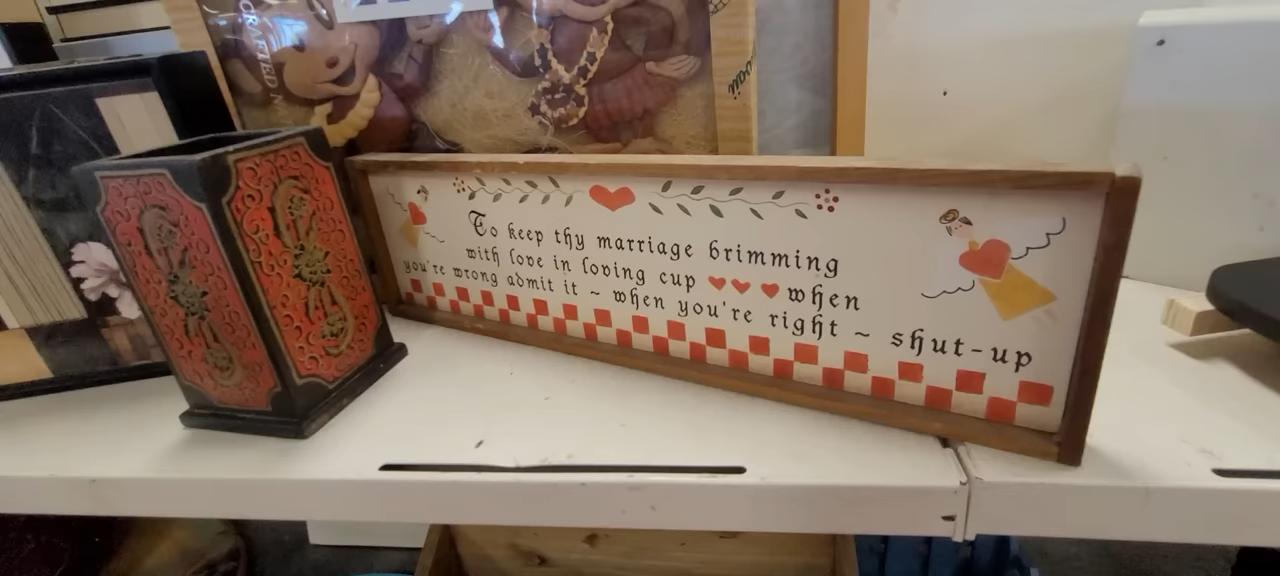 CRAFTED
To keep thy marriage brimming
with love in loving cup when
you're wrong admit it ~ when you're right ~ shut-up